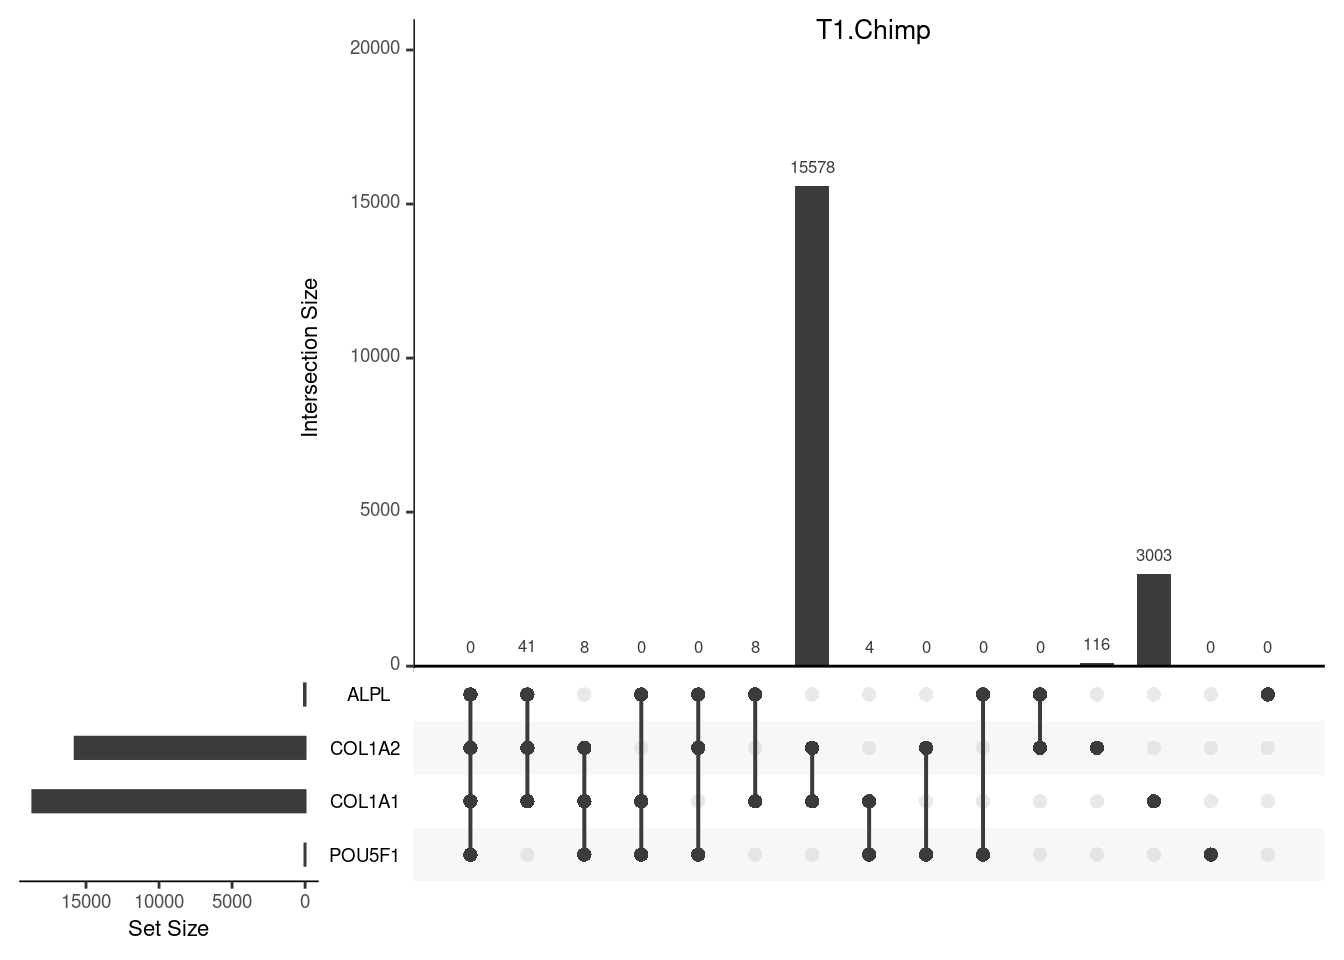 T1.Chimp
20000
15000
10000
5000
0
Intersection Size
15578
3003
0 41 8 0 0 8 4 0 0 0 116 0 0
ALPL
COL1A2
COL1A1
POU5F1
15000 10000 5000 0
Set Size